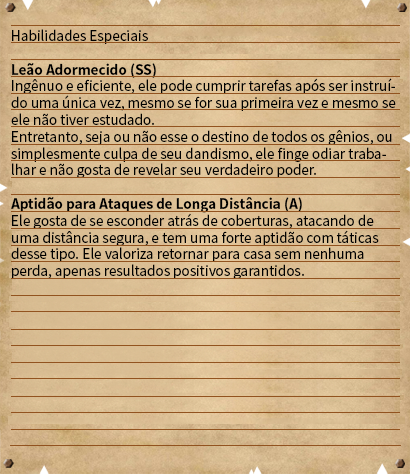 Habilidades Especiais
Leão Adormecido (SS)
Ingênuo e eficiente, ele pode cumprir tarefas após ser instruí-
do uma única vez, mesmo se for sua primeira vez e mesmo se
ele não tiver estudado.
Entretanto, seja ou não esse o destino de todos os gênios, ou
simplesmente culpa de seu dandismo, ele finge odiar traba-
lhar e não gosta de revelar seu verdadeiro poder.
Aptidão para Ataques de Longa Distância (A)
Ele gosta de se esconder atrás de coberturas, atacando de
uma distância segura, e tem uma forte aptidão com táticas
desse tipo. Ele valoriza retornar para casa sem nenhuma
perda, apenas resultados positivos garantidos.